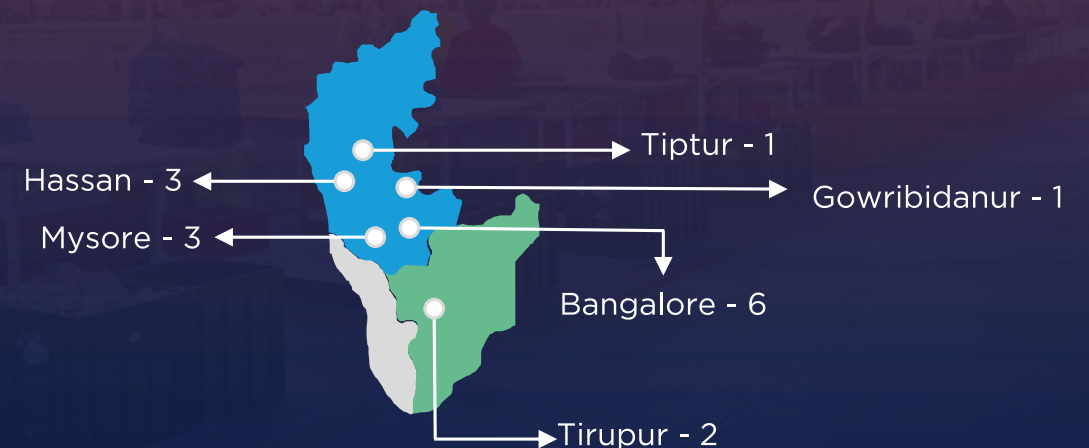 Tiptur - 1
Hassan - 3
Gowribidanur - 1
Mysore - 3
Bangalore - 6
Tirupur - 2